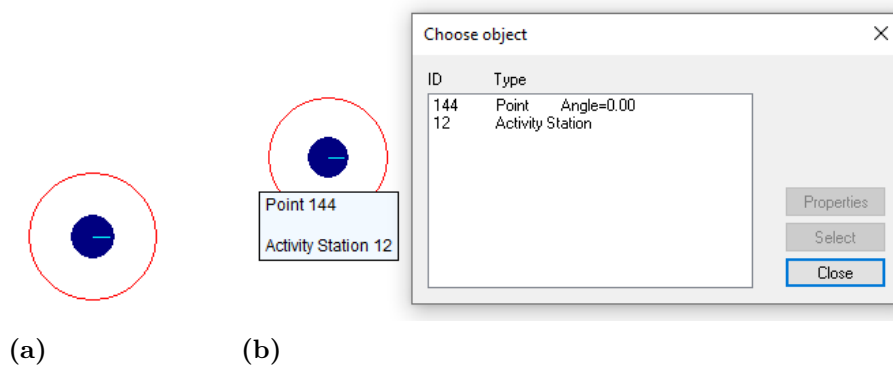 Choose object
ID Type
144 Point Angle=0.00
12 Activity Station
Point 144
Activity Station 12
Properties
Select
Close
(a) (b)